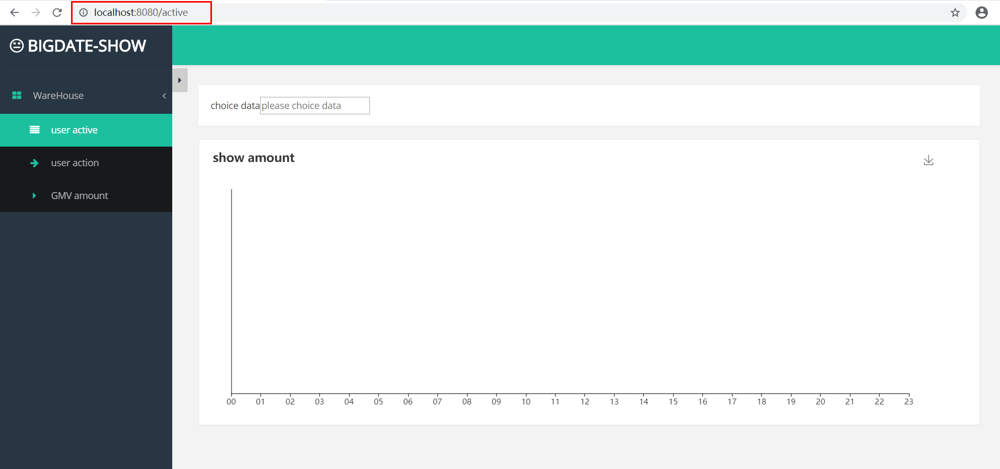 localhost:8080/active
BIGDATE-SHOW
WareHouse
user active
user action
GMV amount
choice data please choice data
show amount
00 01 02 03 04 05 06 07 08 09 10 11 12 13 14 15 16 17 18 19 20 21 22 23